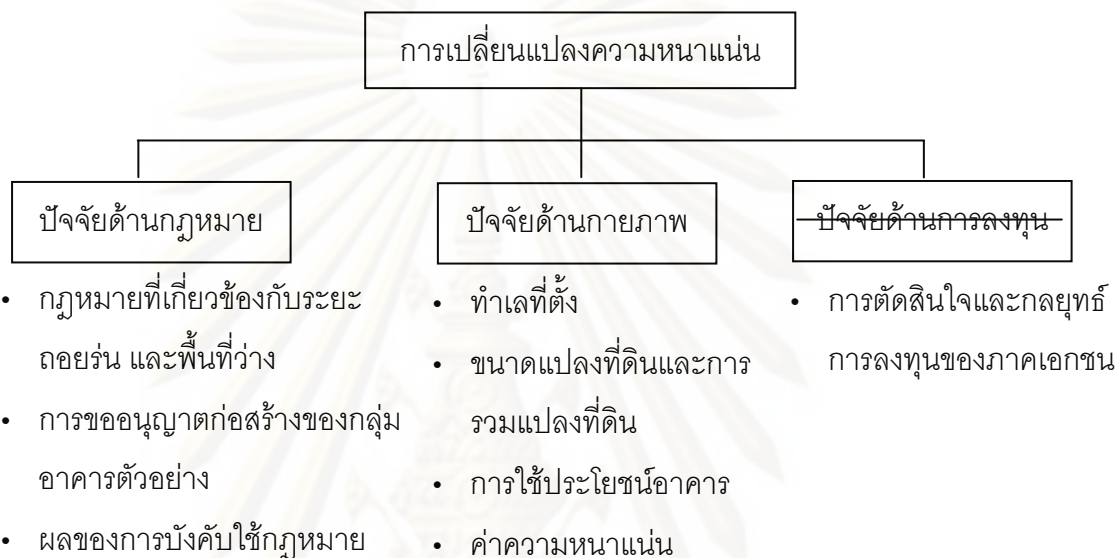 การเปลี่ยนแปลงความหนาแน่น
ปัจจัยด้านกฎหมาย
• กฎหมายที่เกี่ยวข้องกับระยะ
ถอยร่น และพื้นที่ว่าง
• การขออนุญาตก่อสร้างของกลุ่ม
อาคารตัวอย่าง
• ผลของการบังคับใช้กฎหมาย
ปัจจัยด้านกายภาพ
• ทำเลที่ตั้ง
• ขนาดแปลงที่ดินและการ
รวมแปลงที่ดิน
• การใช้ประโยชน์อาคาร
• ค่าความหนาแน่น
ปัจจัยด้านการลงทุน
• การตัดสินใจและกลยุทธ์
การลงทุนของภาคเอกชน